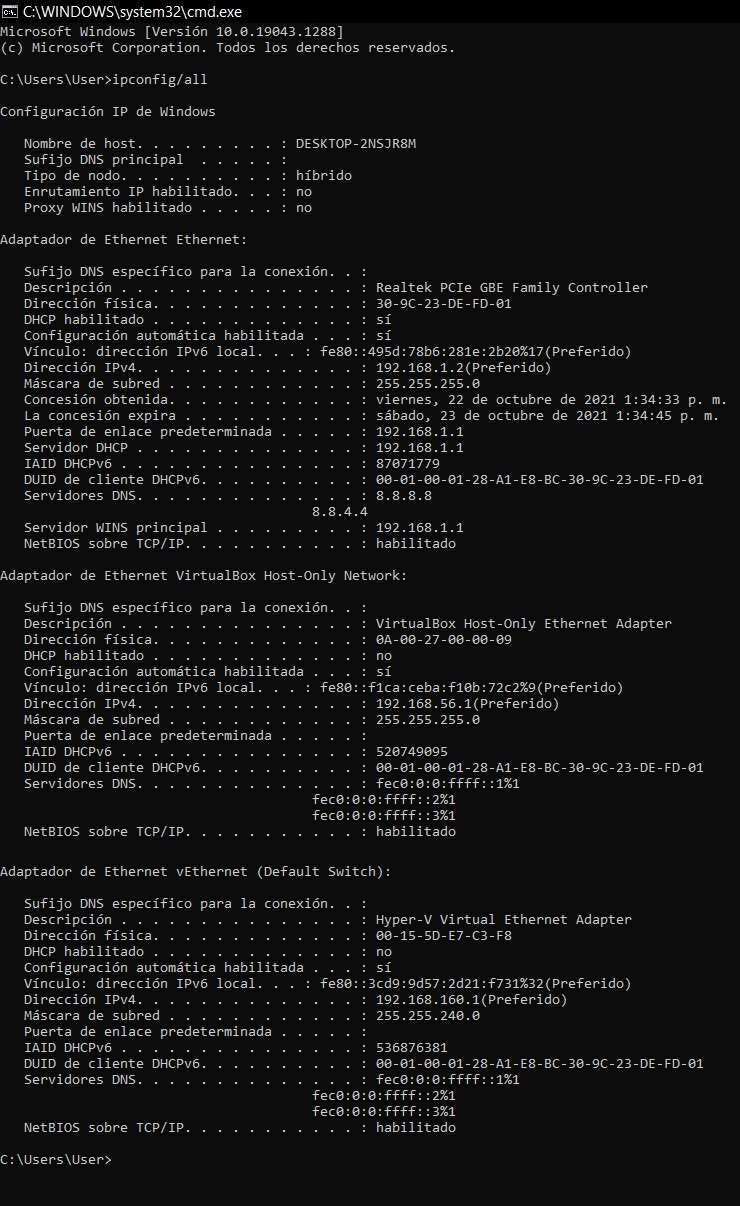 C:\WINDOWS\system32\cmd.exe
Microsoft Windows [Versión 10.0.19043.1288]
(c) Microsoft Corporation. Todos los derechos reservados.
C:\Users\User>ipconfig/all
Configuración IP de Windows
Nombre de host. . . . . . . . . : DESKTOP-2NSJR8M
Sufijo DNS principal  . . . . . :
Tipo de nodo. . . . . . . . . . : híbrido
Enrutamiento IP habilitado. . . : no
Proxy WINS habilitado . . . . . : no
Adaptador de Ethernet Ethernet:
Sufijo DNS específico para la conexión. . :
Descripción . . . . . . . . . . . . . . . : Realtek PCIe GBE Family Controller
Dirección física. . . . . . . . . . . . . : 30-9C-23-DE-FD-01
DHCP habilitado . . . . . . . . . . . . . : sí
Configuración automática habilitada . . . : sí
Vínculo: dirección IPv6 local. . . : fe80::495d:78b6:281e:2b20%17(Preferido)
Dirección IPv4. . . . . . . . . . . . . . : 192.168.1.2(Preferido)
Máscara de subred . . . . . . . . . . . . : 255.255.255.0
Concesión obtenida. . . . . . . . . . . . : viernes, 22 de octubre de 2021 1:34:33 p. m.
La concesión expira . . . . . . . . . . . : sábado, 23 de octubre de 2021 1:34:45 p. m.
Puerta de enlace predeterminada . . . . . : 192.168.1.1
Servidor DHCP . . . . . . . . . . . . . . : 192.168.1.1
IAID DHCPv6 . . . . . . . . . . . . . . . : 87071779
DUID de cliente DHCPv6. . . . . . . . . . : 00-01-00-01-28-A1-E8-BC-30-9C-23-DE-FD-01
Servidores DNS. . . . . . . . . . . . . . : 8.8.8.8
8.8.4.4
Servidor WINS principal . . . . . . . . . : 192.168.1.1
NetBIOS sobre TCP/IP. . . . . . . . . . . : habilitado
Adaptador de Ethernet VirtualBox Host-Only Network:
Sufijo DNS específico para la conexión. . :
Descripción . . . . . . . . . . . . . . . : VirtualBox Host-Only Ethernet Adapter
Dirección física. . . . . . . . . . . . . : 0A-00-27-00-00-09
DHCP habilitado . . . . . . . . . . . . . : no
Configuración automática habilitada . . . : sí
Vínculo: dirección IPv6 local. . . : fe80::f1ca:ceba:f10b:72c2%9(Preferido)
Dirección IPv4. . . . . . . . . . . . . . : 192.168.56.1(Preferido)
Máscara de subred . . . . . . . . . . . . : 255.255.255.0
Puerta de enlace predeterminada . . . . . :
IAID DHCPv6 . . . . . . . . . . . . . . . : 520749095
DUID de cliente DHCPv6. . . . . . . . . . : 00-01-00-01-28-A1-E8-BC-30-9C-23-DE-FD-01
Servidores DNS. . . . . . . . . . . . . . : fec0:0:0:ffff::1%1
fec0:0:0:ffff::2%1
fec0:0:0:ffff::3%1
NetBIOS sobre TCP/IP. . . . . . . . . . . : habilitado
Adaptador de Ethernet vEthernet (Default Switch):
Sufijo DNS específico para la conexión. . :
Descripción . . . . . . . . . . . . . . . : Hyper-V Virtual Ethernet Adapter
Dirección física. . . . . . . . . . . . . : 00-15-5D-E7-C3-F8
DHCP habilitado . . . . . . . . . . . . . : no
Configuración automática habilitada . . . : sí
Vínculo: dirección IPv6 local. . . : fe80::3cd9:9d57:2d21:f731%32(Preferido)
Dirección IPv4. . . . . . . . . . . . . . : 192.168.160.1(Preferido)
Máscara de subred . . . . . . . . . . . . : 255.255.240.0
Puerta de enlace predeterminada . . . . . :
IAID DHCPv6 . . . . . . . . . . . . . . . : 536876381
DUID de cliente DHCPv6. . . . . . . . . . : 00-01-00-01-28-A1-E8-BC-30-9C-23-DE-FD-01
Servidores DNS. . . . . . . . . . . . . . : fec0:0:0:ffff::1%1
fec0:0:0:ffff::2%1
fec0:0:0:ffff::3%1
NetBIOS sobre TCP/IP. . . . . . . . . . . : habilitado
C:\Users\User>